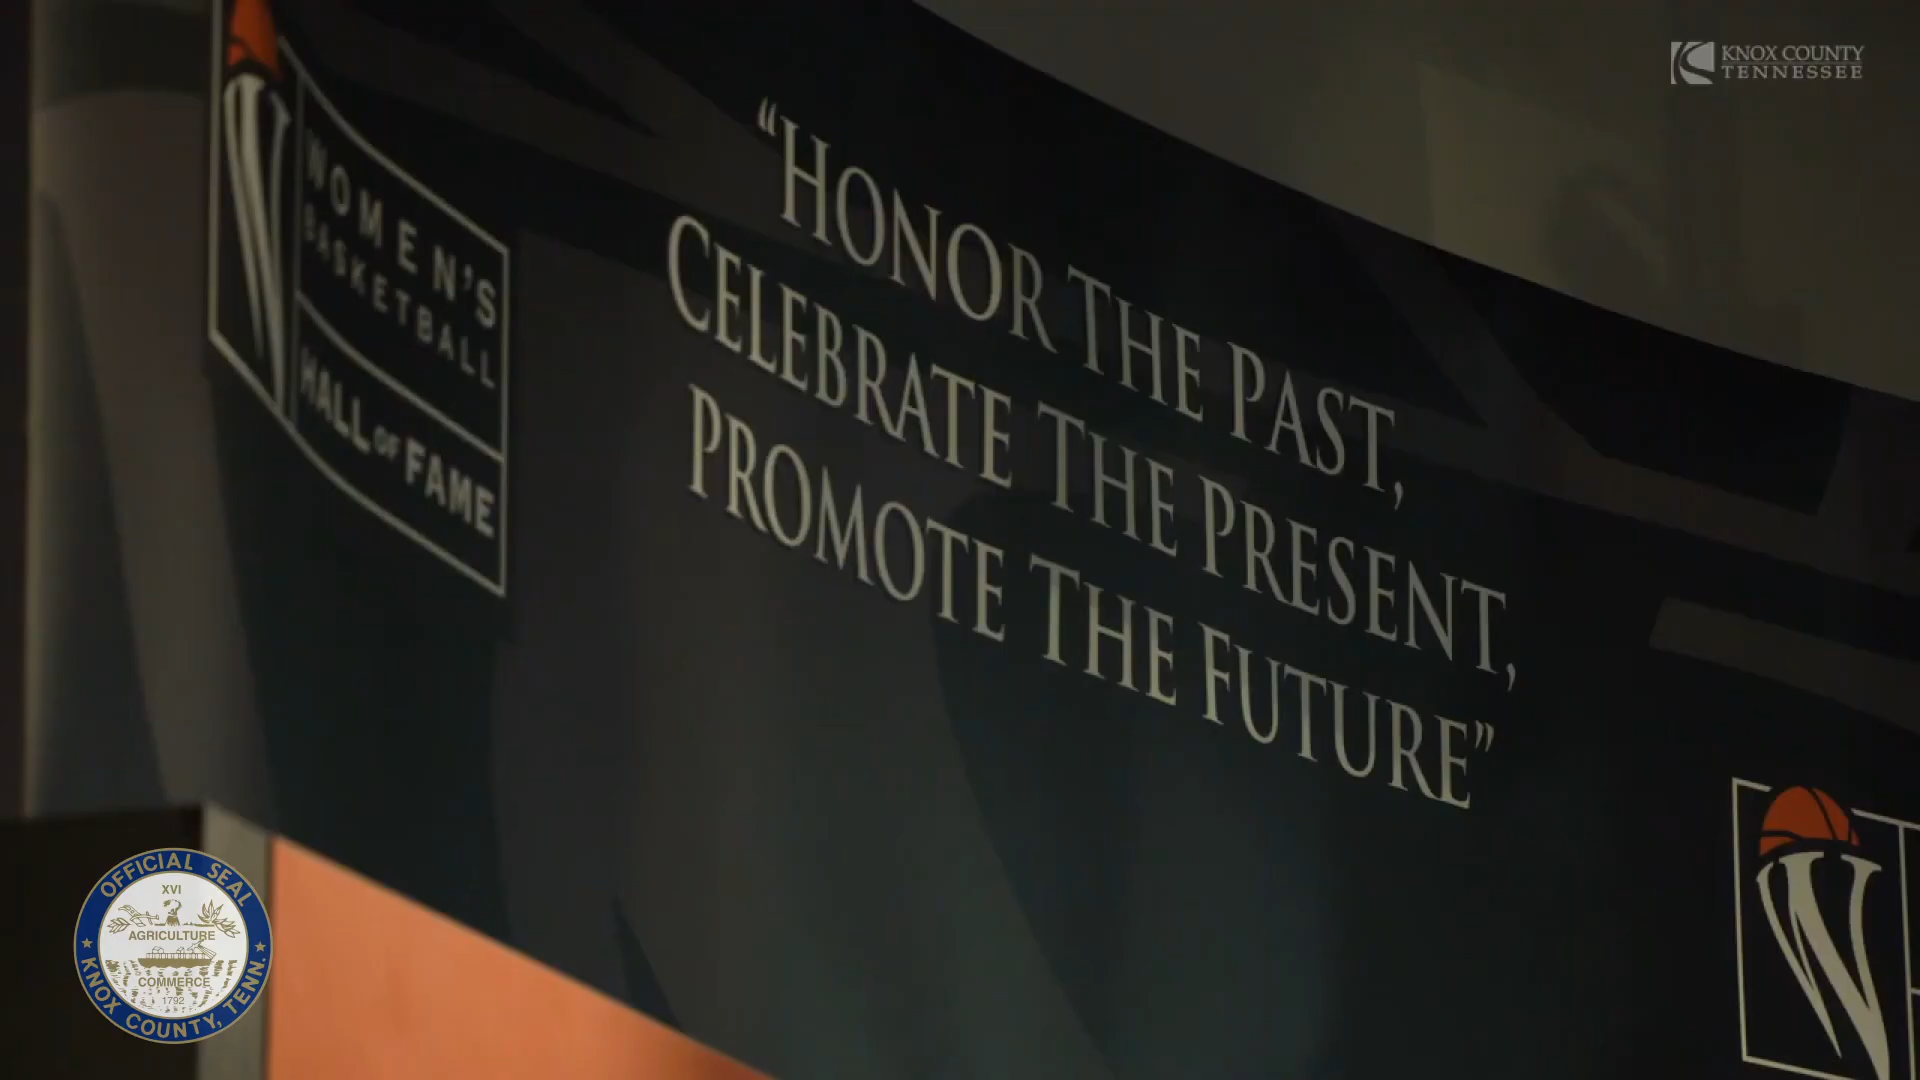 KNOX COUNTY
TENNESSEE
WOMEN'S
BASKETBALL
HALL OF FAME
“HONOR THE PAST,
CELEBRATE THE PRESENT,
PROMOTE THE FUTURE”
OFFICIAL SEAL
XVI
AGRICULTURE
COMMERCE
1792
KNOX COUNTY, TENN.